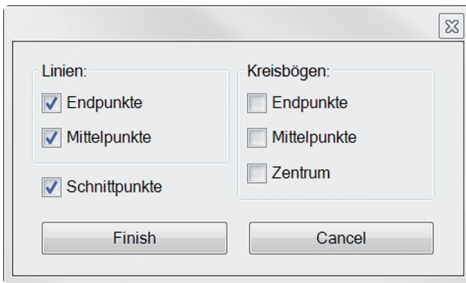 Linien:
Endpunkte
Mittelpunkte
Schnittpunkte
Kreisbögen:
Endpunkte
Mittelpunkte
Zentrum
Finish
Cancel